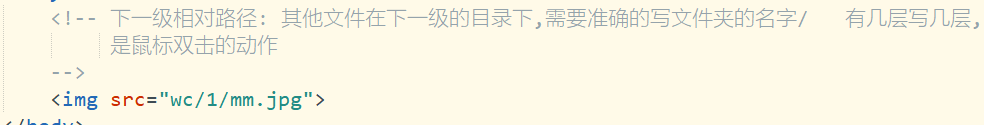 <!-- 下一级相对路径: 其他文件在下一级的目录下,需要准确的写文件夹的名字/ 有几层写几层,
是鼠标双击的动作
-->
<img src="wc/1/mm.jpg">
</body>